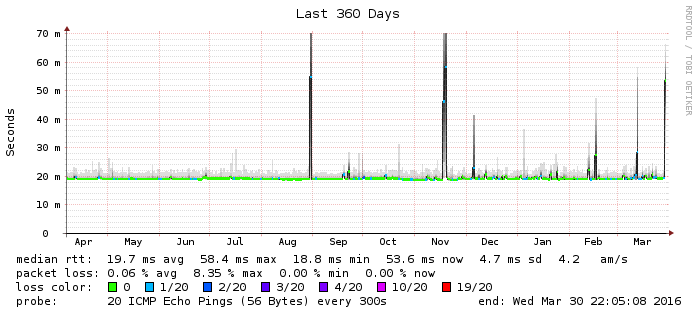 Last 360 Days
RRDTOOL / TOBI OETIKER
Seconds
70 m
60 m
50 m
40 m
30 m
20 m
10 m
0
Apr May Jun Jul Aug Sep Oct Nov Dec Jan Feb Mar
median rtt: 19.7 ms avg 58.4 ms max 18.8 ms min 53.6 ms now 4.7 ms sd 4.2 am/s
packet loss: 0.06 % avg 8.35 % max 0.00 % min 0.00 % now
loss color: 0 1/20 2/20 3/20 4/20 10/20 19/20
probe: 20 ICMP Echo Pings (56 Bytes) every 300s end: Wed Mar 30 22:05:08 2016